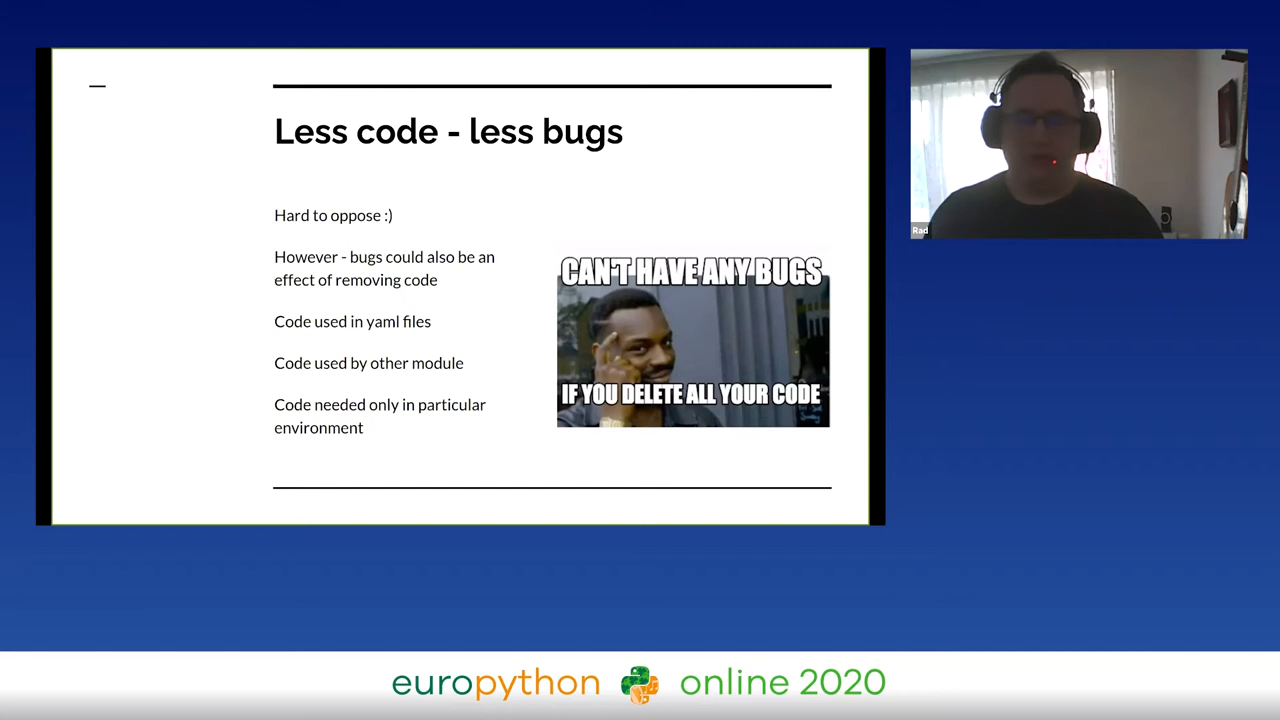 Less code - less bugs
Hard to oppose :)
However - bugs could also be an
effect of removing code
Code used in yaml files
Code used by other module
Code needed only in particular
environment
CAN'T HAVE ANY BUGS
IF YOU DELETE ALL YOUR CODE
Rad
europython online 2020